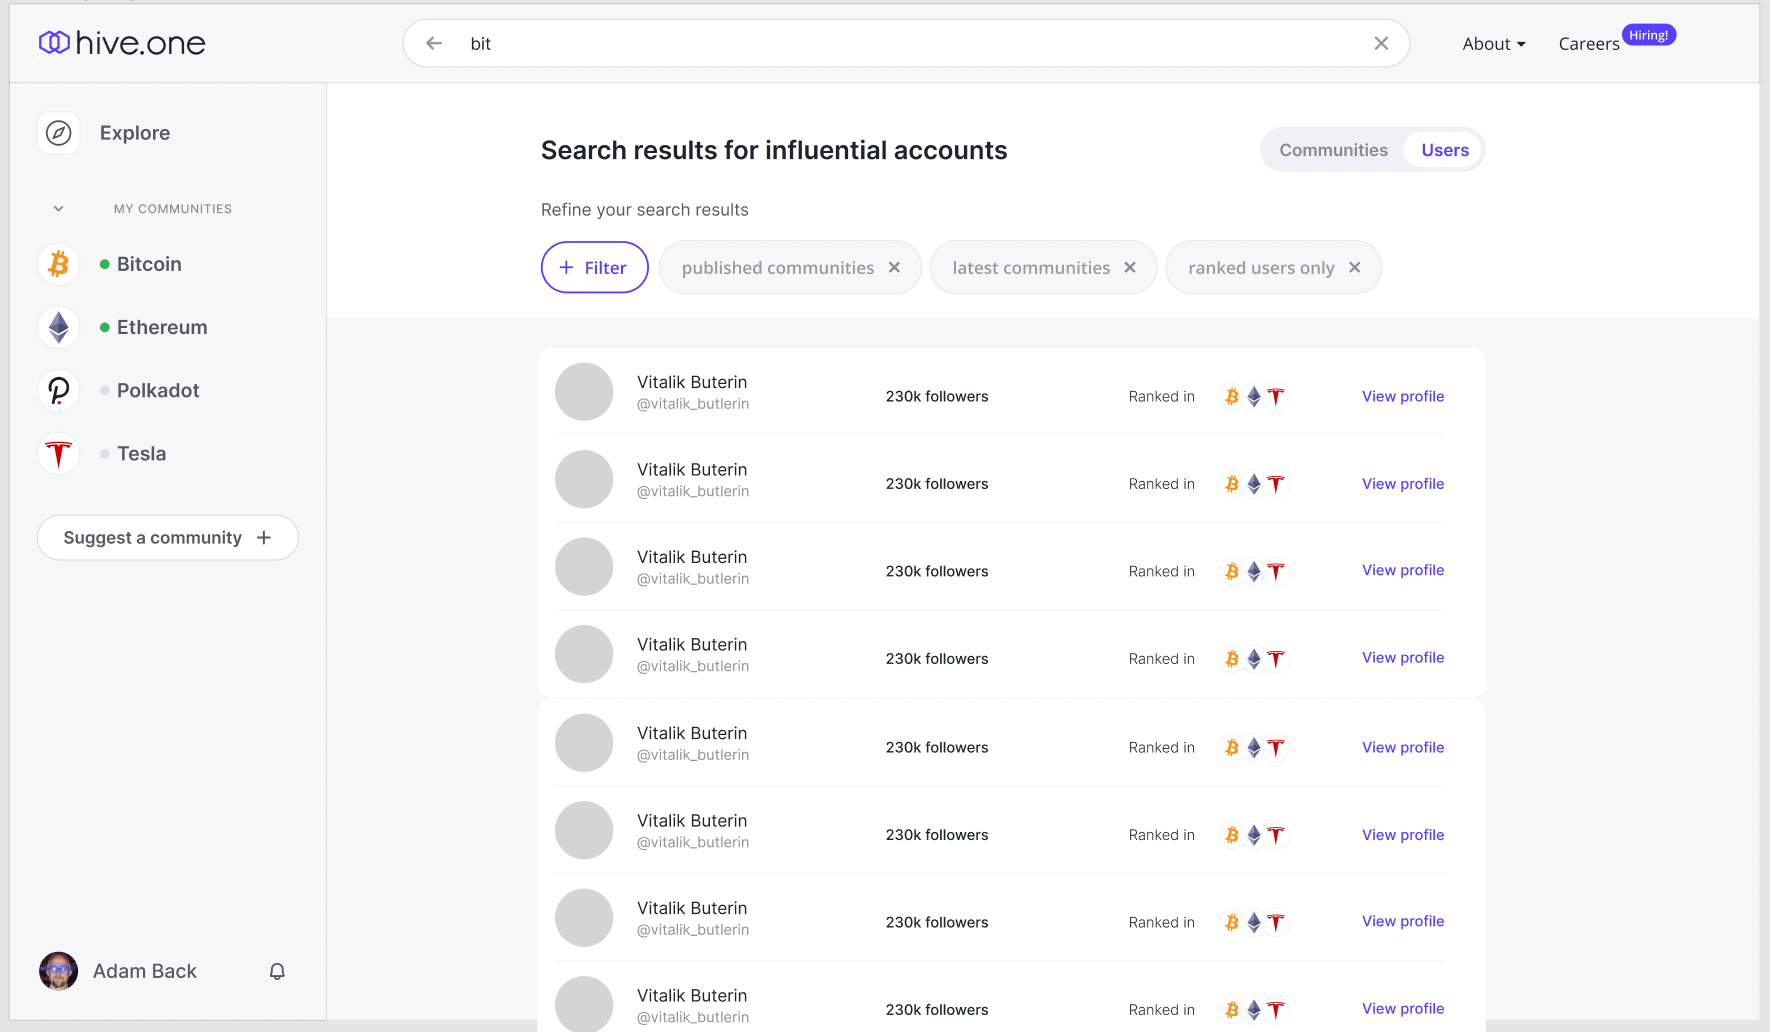 hive.one
bit
About
Careers
Hiring!
Explore
MY COMMUNITIES
Bitcoin
Ethereum
Polkadot
Tesla
Suggest a community +
Adam Back
Search results for influential accounts
Communities Users
Refine your search results
+ Filter
published communities ✕
latest communities ✕
ranked users only ✕
Vitalik Buterin
@vitalik_butlerin
230k followers
Ranked in
View profile
Vitalik Buterin
@vitalik_butlerin
230k followers
Ranked in
View profile
Vitalik Buterin
@vitalik_butlerin
230k followers
Ranked in
View profile
Vitalik Buterin
@vitalik_butlerin
230k followers
Ranked in
View profile
Vitalik Buterin
@vitalik_butlerin
230k followers
Ranked in
View profile
Vitalik Buterin
@vitalik_butlerin
230k followers
Ranked in
View profile
Vitalik Buterin
@vitalik_butlerin
230k followers
Ranked in
View profile
Vitalik Buterin
@vitalik_butlerin
230k followers
Ranked in
View profile